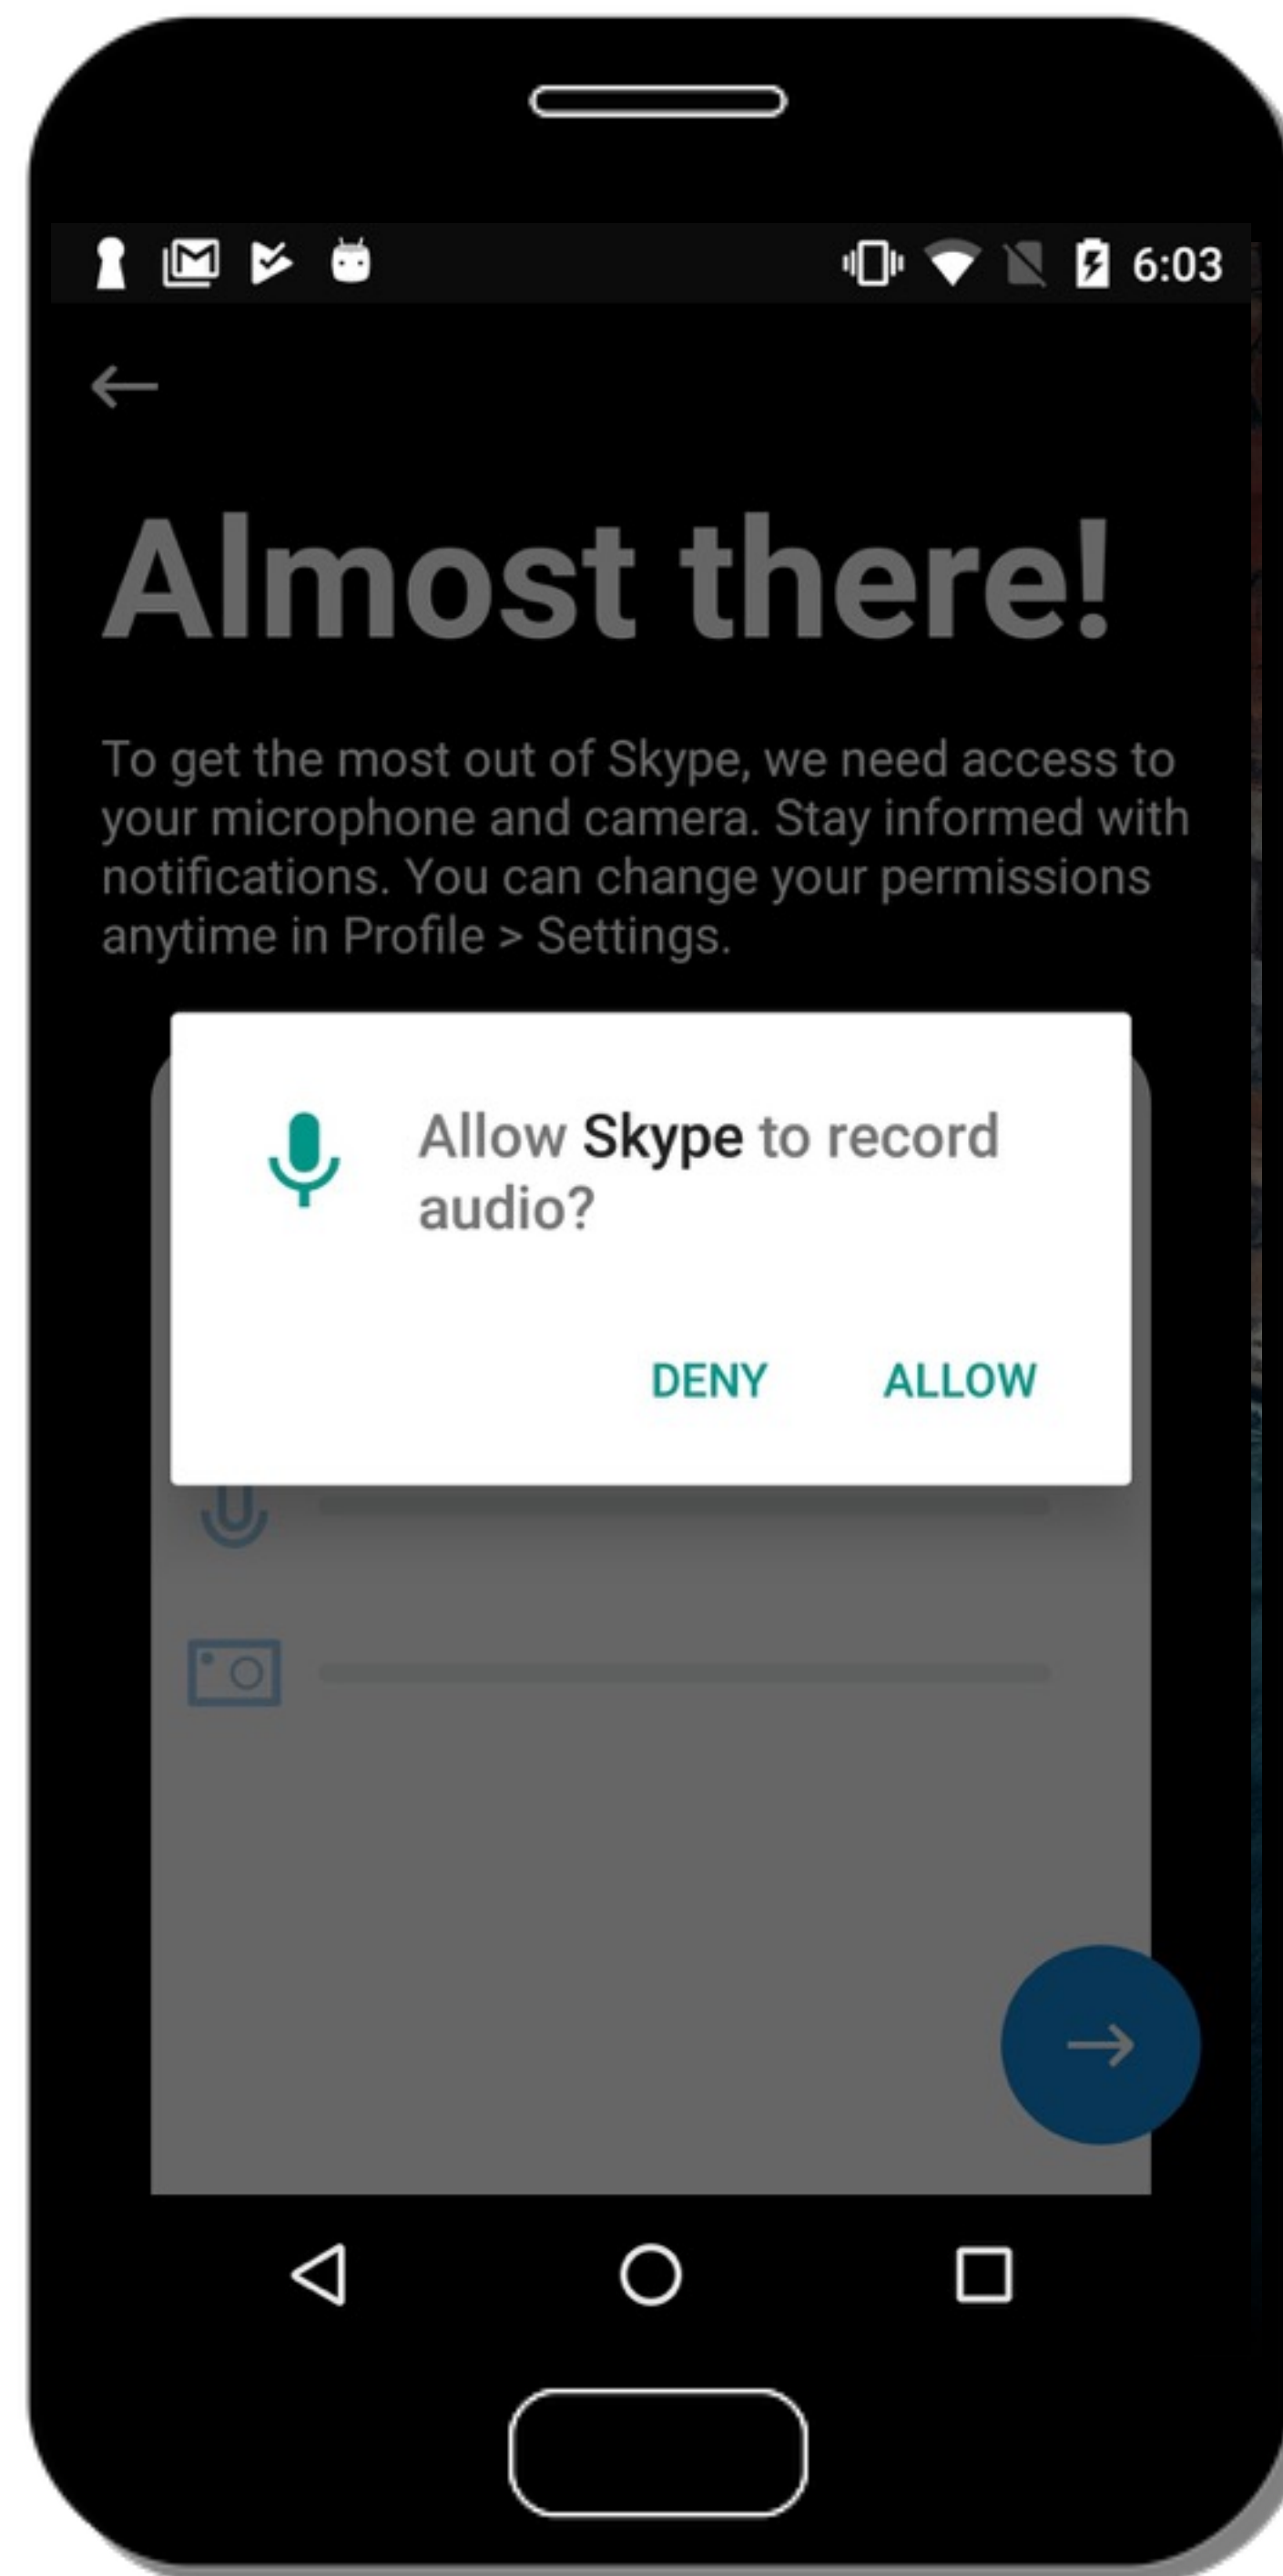 6:03
Almost there!
To get the most out of Skype, we need access to
your microphone and camera. Stay informed with
notifications. You can change your permissions
anytime in Profile > Settings.
Allow Skype to record
audio?
DENY ALLOW